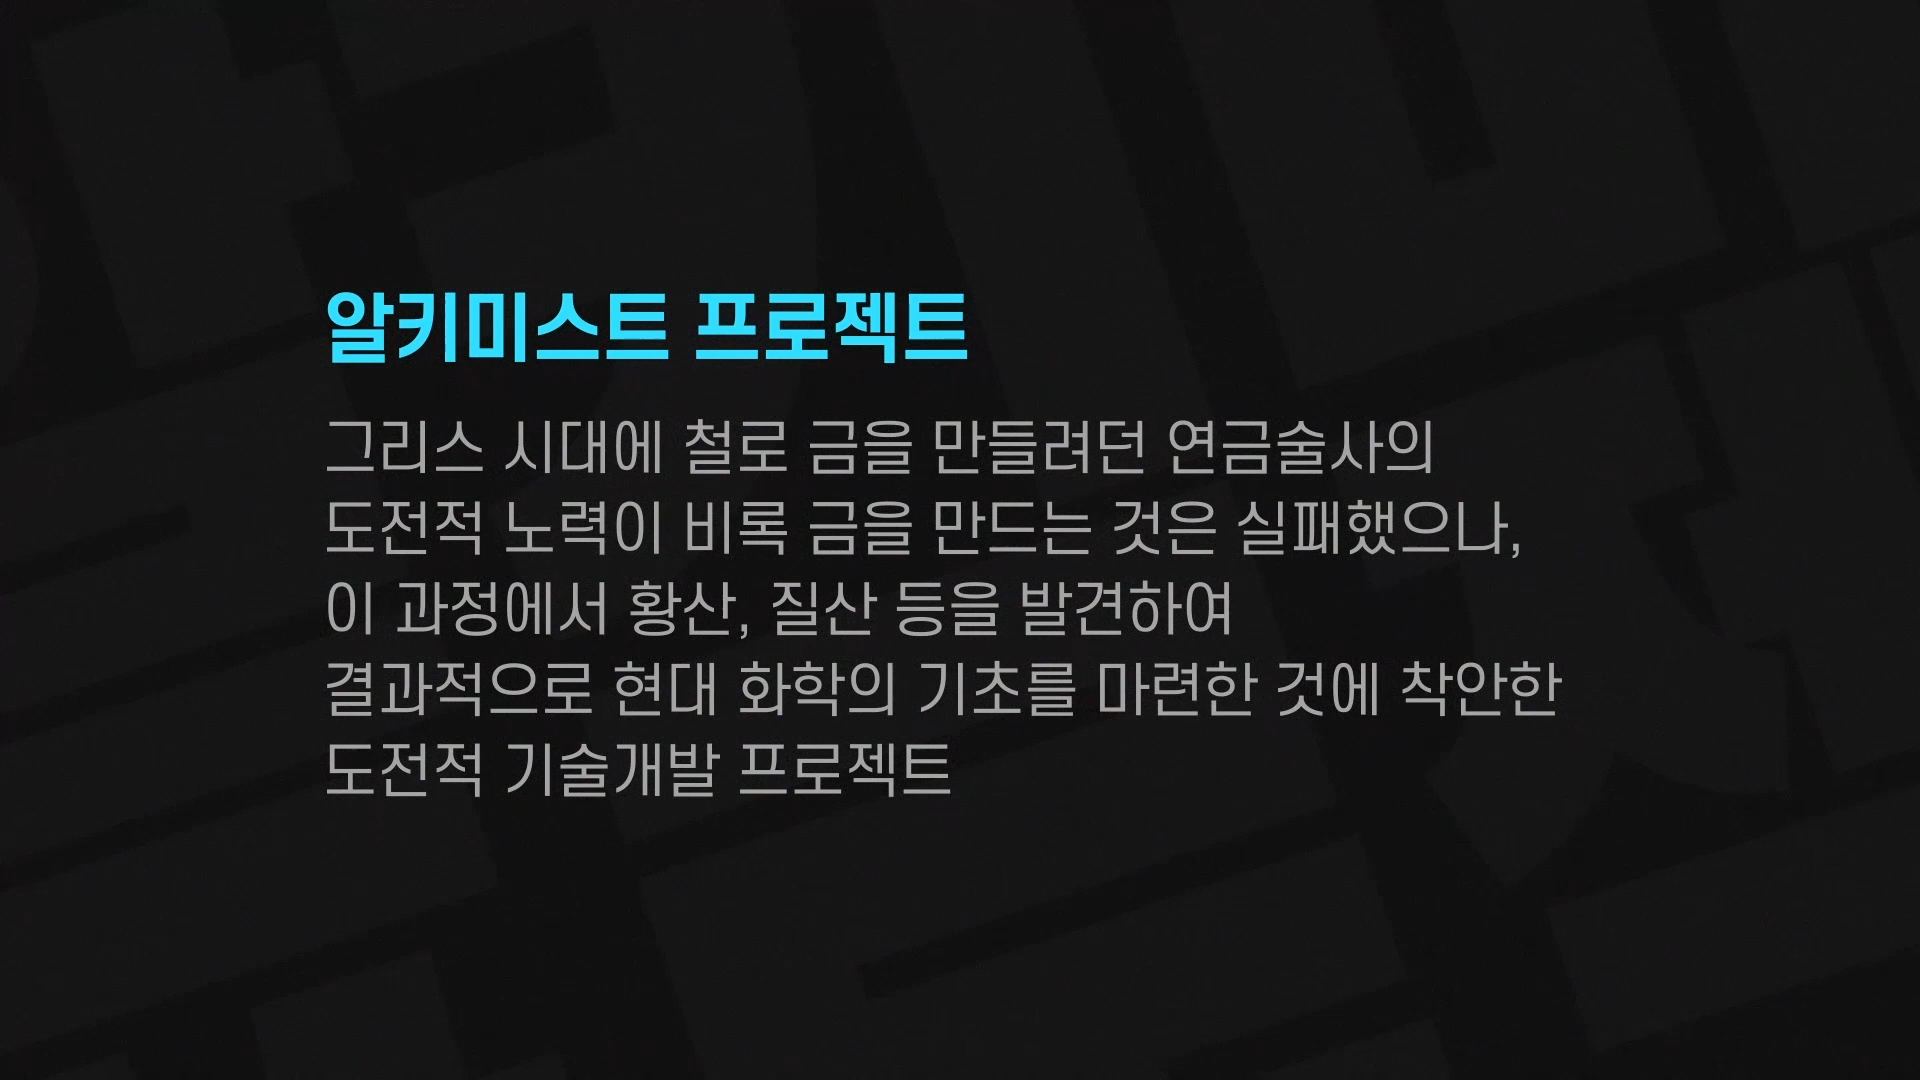 알키미스트 프로젝트
그리스 시대에 철로 금을 만들려던 연금술사의
도전적 노력이 비록 금을 만드는 것은 실패했으나,
이 과정에서 황산, 질산 등을 발견하여
결과적으로 현대 화학의 기초를 마련한 것에 착안한
도전적 기술개발 프로젝트